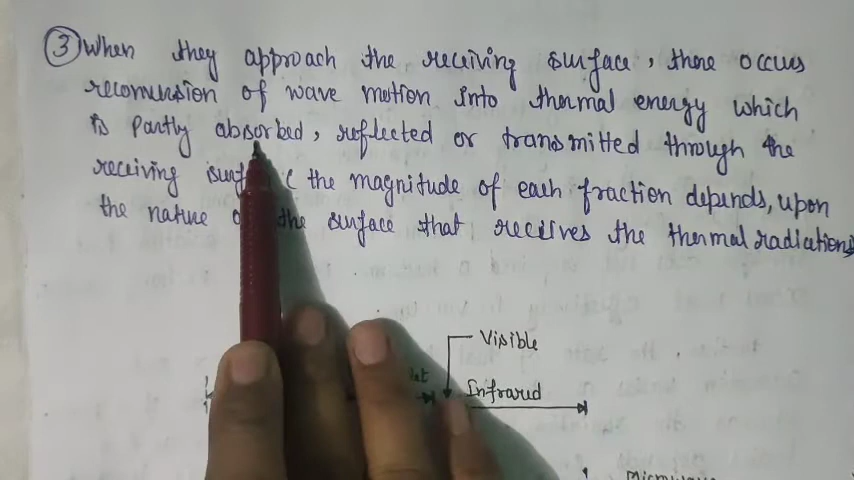 ③ When they approach the receiving surface, there occurs
reconversion of wave motion into thermal energy which
is partly absorbed, reflected or transmitted through the
receiving ( the magnitude of each fraction depends, upon
the nature the surface that receives the thermal radiations)
Visible
Infrared